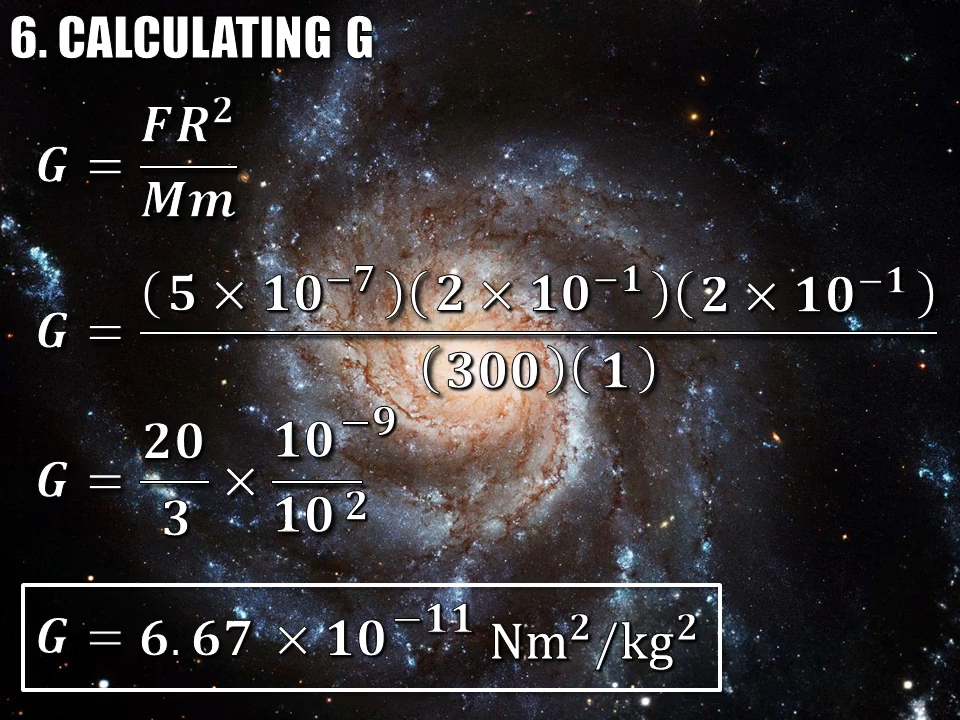 6. CALCULATING G
G = FR²/Mm
G = (5 × 10⁻⁷)(2 × 10⁻¹)(2 × 10⁻¹)/(300)(1)
G = 20/3 × 10⁻⁹/10²
G = 6.67 × 10⁻¹¹ Nm²/kg²